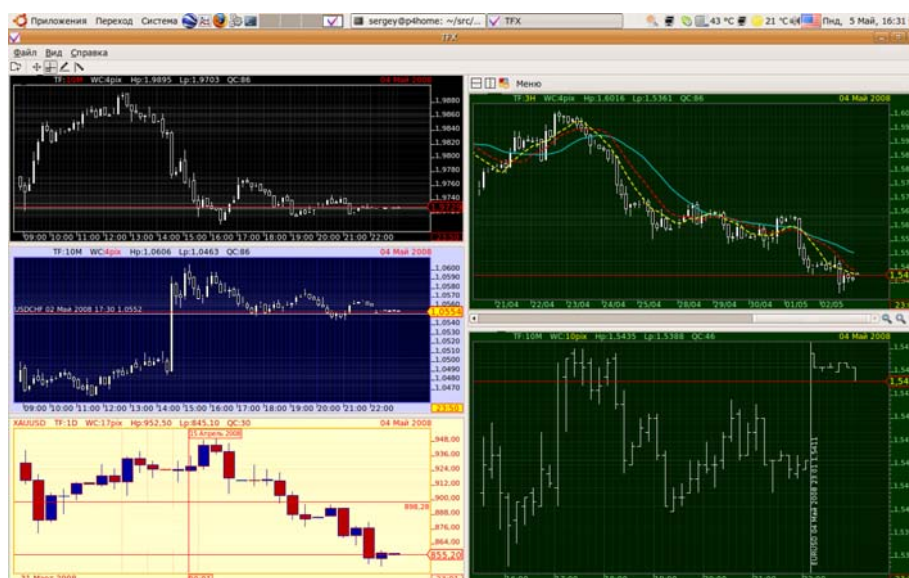 Приложения Переход Система
sergey@p4home: ~/src/...
TFX
43 °C
21 °C
Пнд, 5 Май, 16:31
TFX
Файл Вид Справка
TF:10M WC:4pix Hp:1,9895 Lp:1,9703 QC:86 04 Май 2008
1,9880
1,9860
1,9840
1,9820
1,9800
1,9760
1,9740
09:00 10:00 11:00 12:00 13:00 14:00 15:00 16:00 17:00 18:00 19:00 20:00 21:00 22:00
TF:10M WC:4pix Hp:1,0606 Lp:1,0463 QC:86 04 Май 2008
1,0600
1,0590
1,0580
1,0570
1,0560
USDCHF 02 Май 2008 17:30 1.0552
1,0554
1,0540
1,0530
1,0520
1,0510
1,0500
1,0490
1,0480
1,0470
09:00 10:00 11:00 12:00 13:00 14:00 15:00 16:00 17:00 18:00 19:00 20:00 21:00 22:00
23:50
XAUUSD TF:1D WC:17pix Hp:952,50 Lp:845,10 QC:30 04 Май 2008
15 Апрель 2008
948,00
936,00
924,00
912,00
900,00
898,28
888,00
876,00
864,00
855,20
Меню
TF:3H WC:4pix Hp:1,6016 Lp:1,5361 QC:86 04 Май 2008
21/04 22/04 23/04 24/04 25/04 28/04 29/04 30/04 01/05 02/05
TF:10M WC:10pix Hp:1,5435 Lp:1,5388 QC:46 04 Май 2008
EURUSD 04 Май 2008 23:01 1.5411